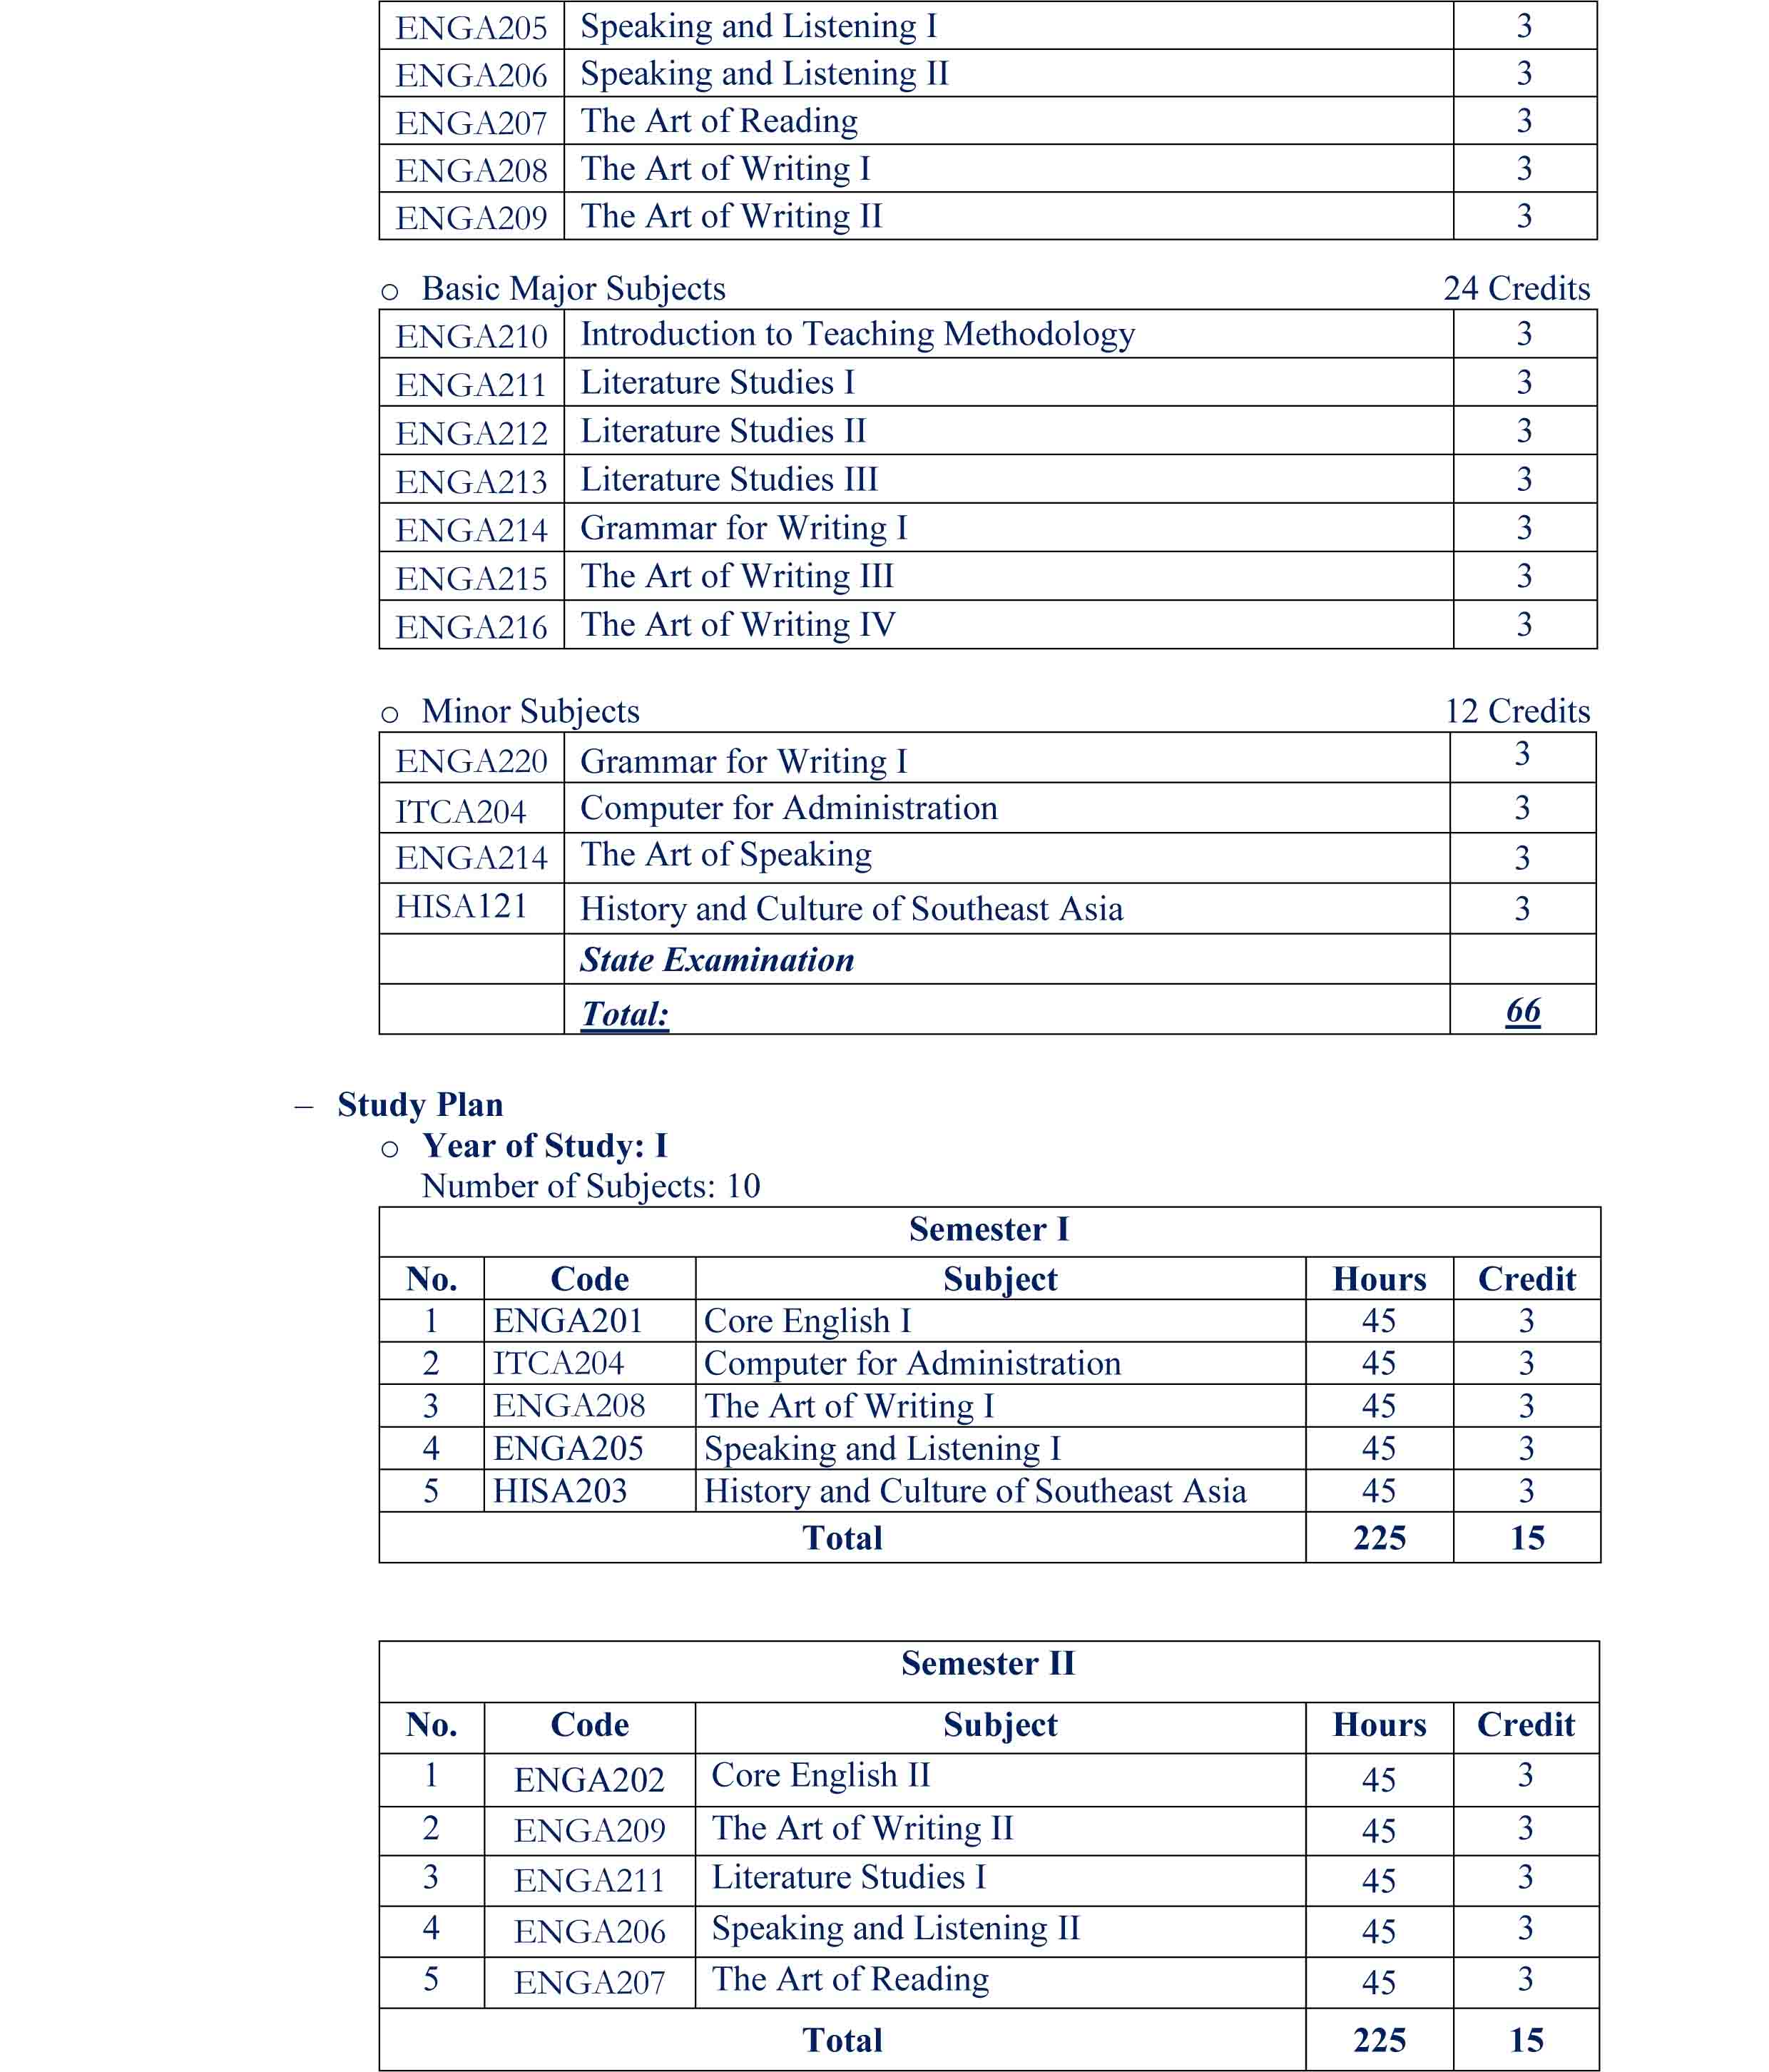 ENGA205 Speaking and Listening I 3
ENGA206 Speaking and Listening II 3
ENGA207 The Art of Reading 3
ENGA208 The Art of Writing I 3
ENGA209 The Art of Writing II 3
o Basic Major Subjects 24 Credits
ENGA210 Introduction to Teaching Methodology 3
ENGA211 Literature Studies I 3
ENGA212 Literature Studies II 3
ENGA213 Literature Studies III 3
ENGA214 Grammar for Writing I 3
ENGA215 The Art of Writing III 3
ENGA216 The Art of Writing IV 3
o Minor Subjects 12 Credits
ENGA220 Grammar for Writing I 3
ITCA204 Computer for Administration 3
ENGA214 The Art of Speaking 3
HISA121 History and Culture of Southeast Asia 3
State Examination
Total: 66
– Study Plan
o Year of Study: I
Number of Subjects: 10
Semester I
No. Code Subject Hours Credit
1 ENGA201 Core English I 45 3
2 ITCA204 Computer for Administration 45 3
3 ENGA208 The Art of Writing I 45 3
4 ENGA205 Speaking and Listening I 45 3
5 HISA203 History and Culture of Southeast Asia 45 3
Total 225 15
Semester II
No. Code Subject Hours Credit
1 ENGA202 Core English II 45 3
2 ENGA209 The Art of Writing II 45 3
3 ENGA211 Literature Studies I 45 3
4 ENGA206 Speaking and Listening II 45 3
5 ENGA207 The Art of Reading 45 3
Total 225 15